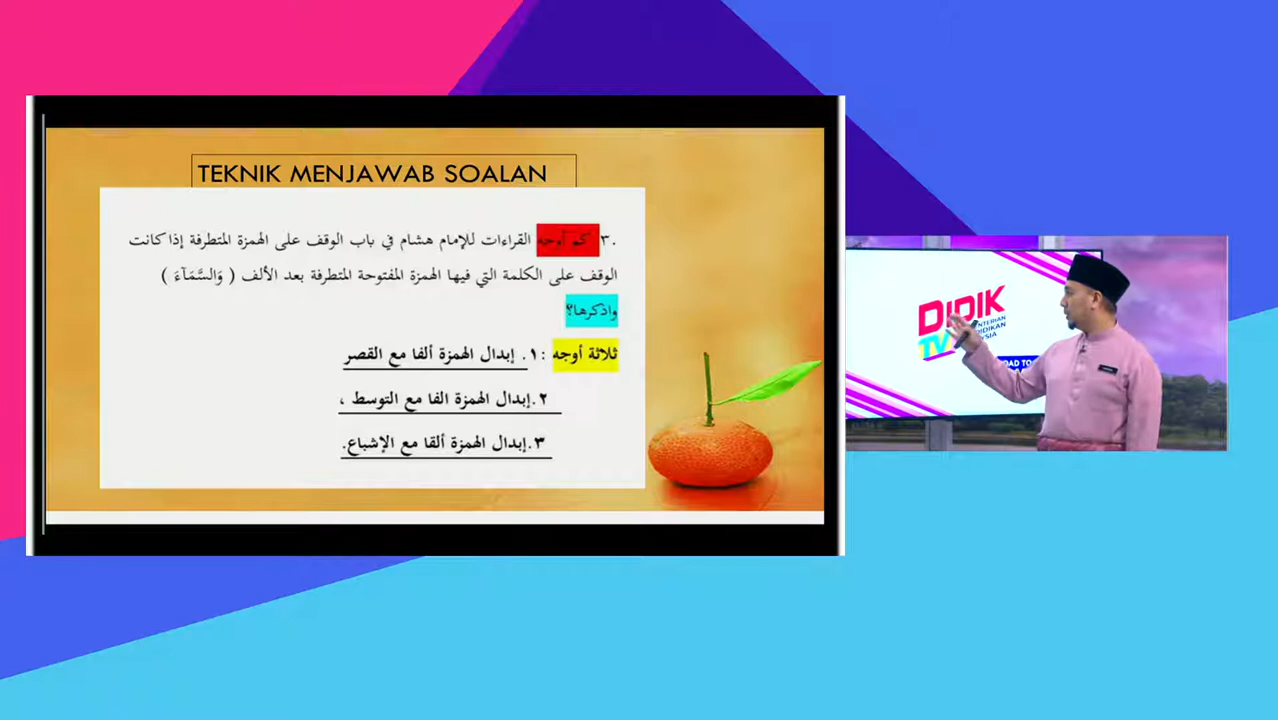 TEKNIK MENJAWAB SOALAN
٣. كم أوجه القراءات للإمام هشام في باب الوقف على الهمزة المتطرفة إذا كانت
الوقف على الكلمة التي فيها الهمزة المفتوحة المتطرفة بعد الألف ( وَالسَّمَآءَ )
واذكرها؟
ثلاثة أوجه :١. إبدال الهمزة ألفا مع القصر
٢.إبدال الهمزة الفا مع التوسط ،
٣.إبدال الهمزة ألفا مع الإشباع.
DIDIK
TV